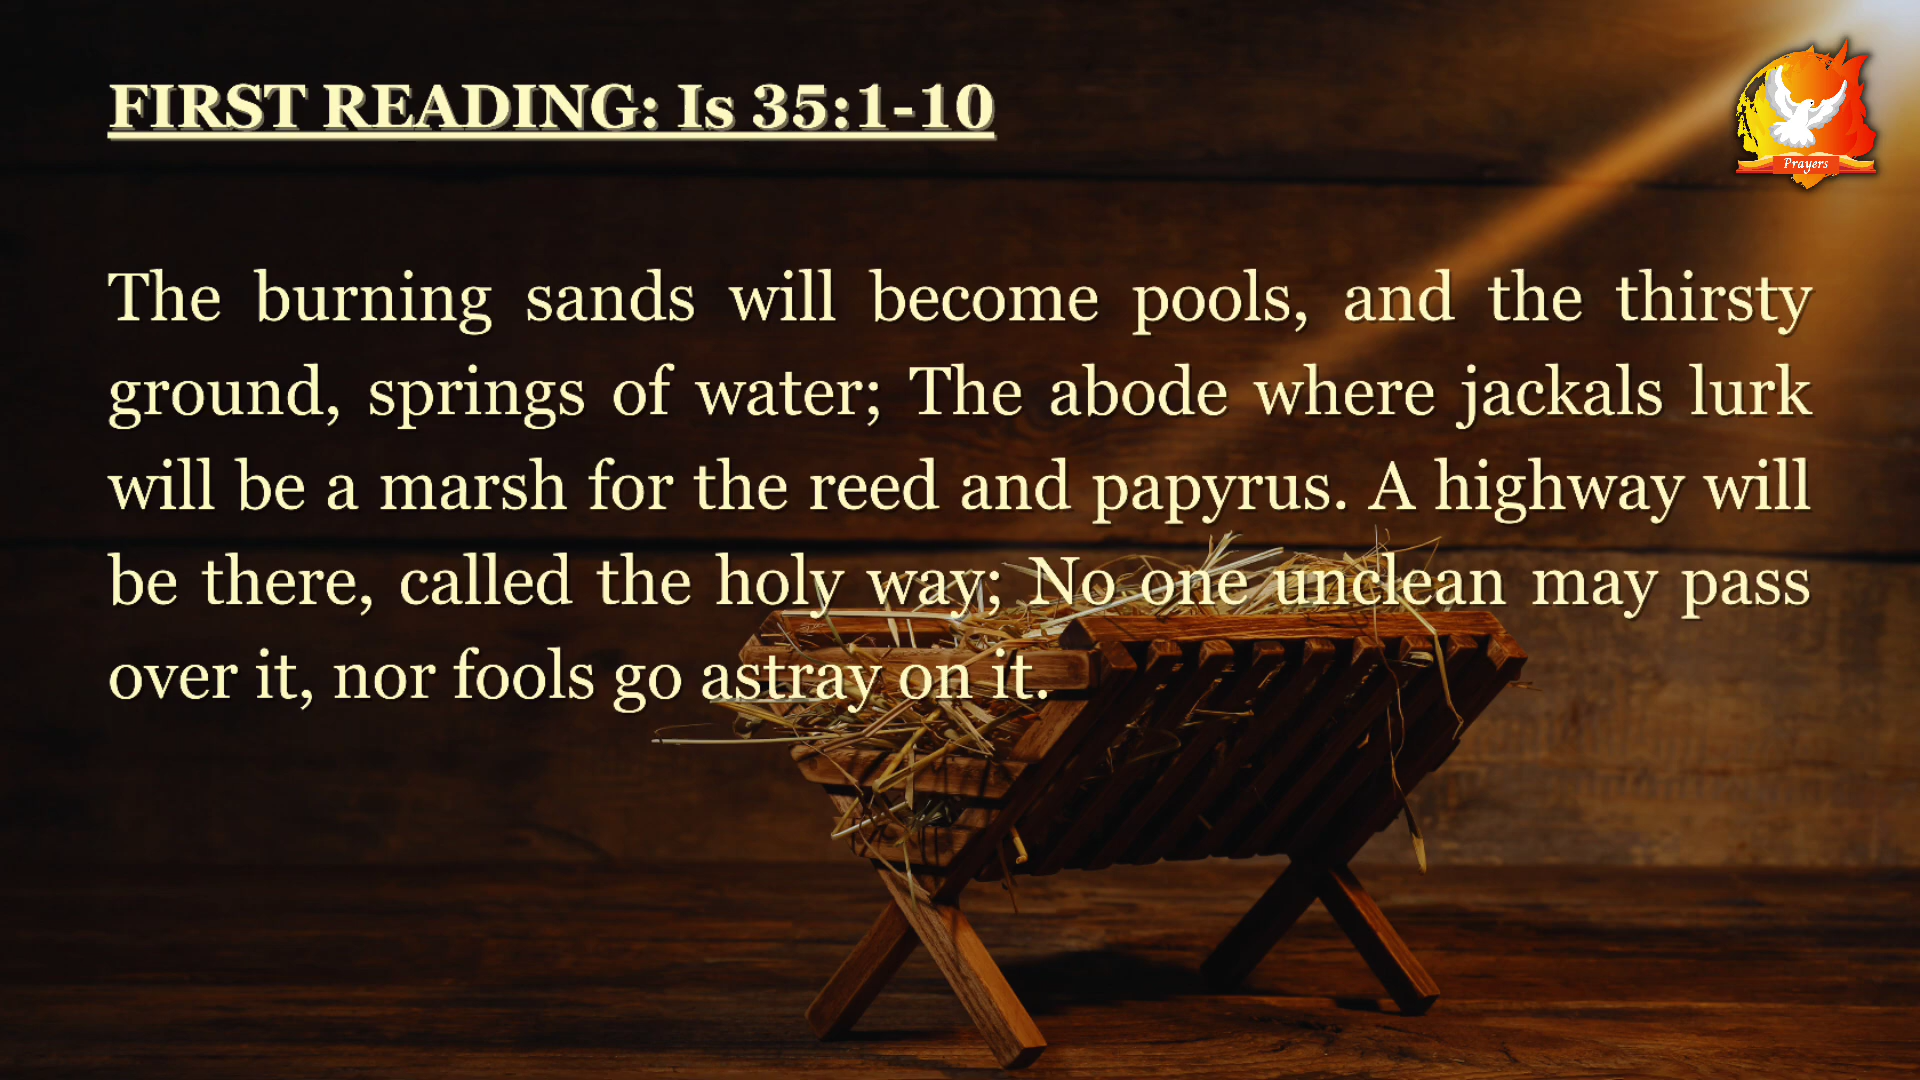 FIRST READING: Is 35:1-10
Prayers
The burning sands will become pools, and the thirsty
ground, springs of water; The abode where jackals lurk
will be a marsh for the reed and papyrus. A highway will
be there, called the holy way; No one unclean may pass
over it, nor fools go astray on it.